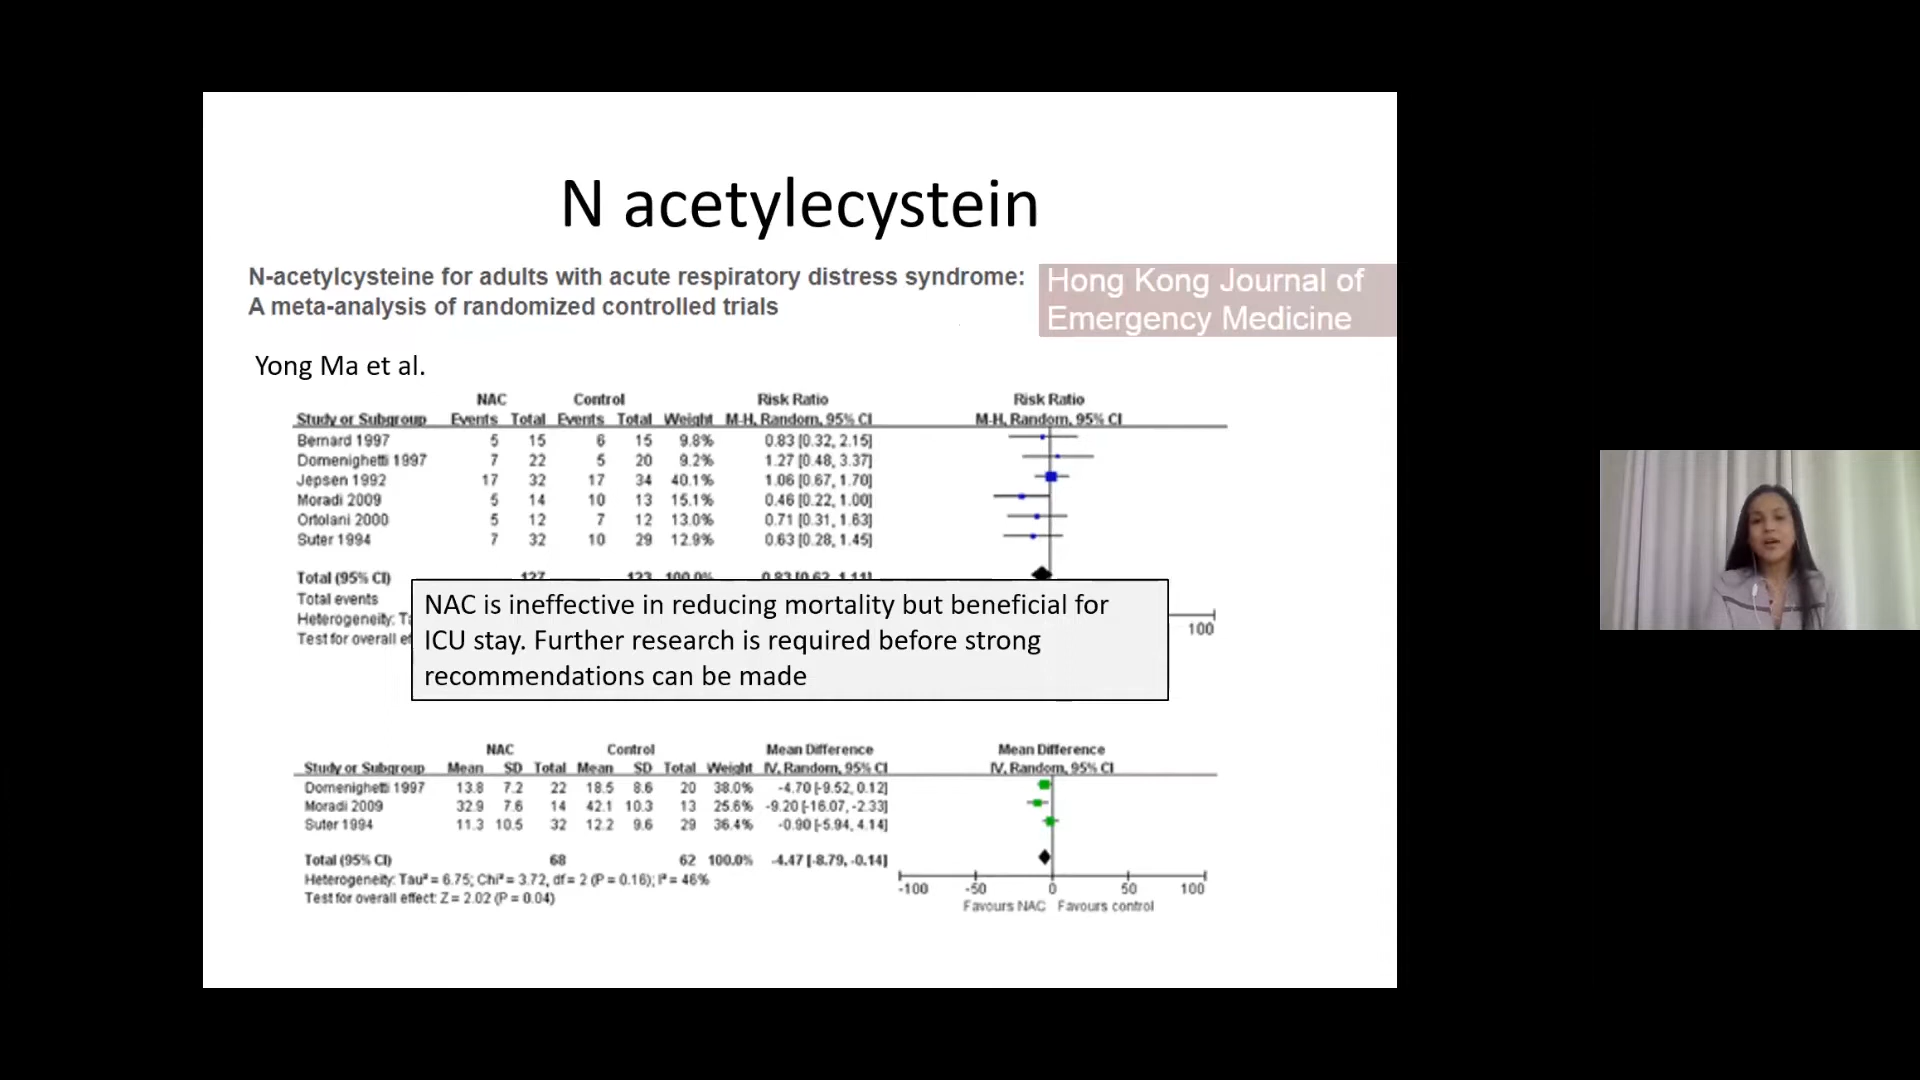 N acetylecystein
N-acetylcysteine for adults with acute respiratory distress syndrome:
A meta-analysis of randomized controlled trials
Hong Kong Journal of
Emergency Medicine
Yong Ma et al.
NAC Control Risk Ratio Risk Ratio
Study or Subgroup Events Total Events Total Weight M-H, Random, 95% CI M-H, Random, 95% CI
Bernard 1997 5 15 6 15 9.8% 0.83 [0.32, 2.15]
Domenighetti 1997 7 22 5 20 9.2% 1.27 [0.48, 3.37]
Jepsen 1992 17 32 17 34 40.1% 1.06 [0.67, 1.70]
Moradi 2009 5 14 10 13 15.1% 0.46 [0.22, 1.00]
Ortolani 2000 5 12 7 12 13.0% 0.71 [0.31, 1.63]
Suter 1994 7 32 10 29 12.9% 0.63 [0.28, 1.45]
Total (95% CI) 127 123 100.0% 0.83 [0.62, 1.11]
Total events
Heterogeneity:
Test for overall
100
NAC is ineffective in reducing mortality but beneficial for
ICU stay. Further research is required before strong
recommendations can be made
NAC Control Mean Difference Mean Difference
Study or Subgroup Mean SD Total Mean SD Total Weight IV, Random, 95% CI IV, Random, 95% CI
Domenighetti 1997 13.8 7.2 22 18.5 8.6 20 38.0% -4.70 [-9.52, 0.12]
Moradi 2009 32.9 7.6 14 42.1 10.3 13 25.6% -9.20 [-16.07, -2.33]
Suter 1994 11.3 10.5 32 12.2 9.6 29 36.4% -0.90 [-5.94, 4.14]
Total (95% CI) 68 62 100.0% -4.47 [-8.79, -0.14]
Heterogeneity: Tau² = 6.75; Chi² = 3.72, df = 2 (P = 0.16); I² = 46%
Test for overall effect: Z = 2.02 (P = 0.04)
-100 -50 0 50 100
Favours NAC Favours control